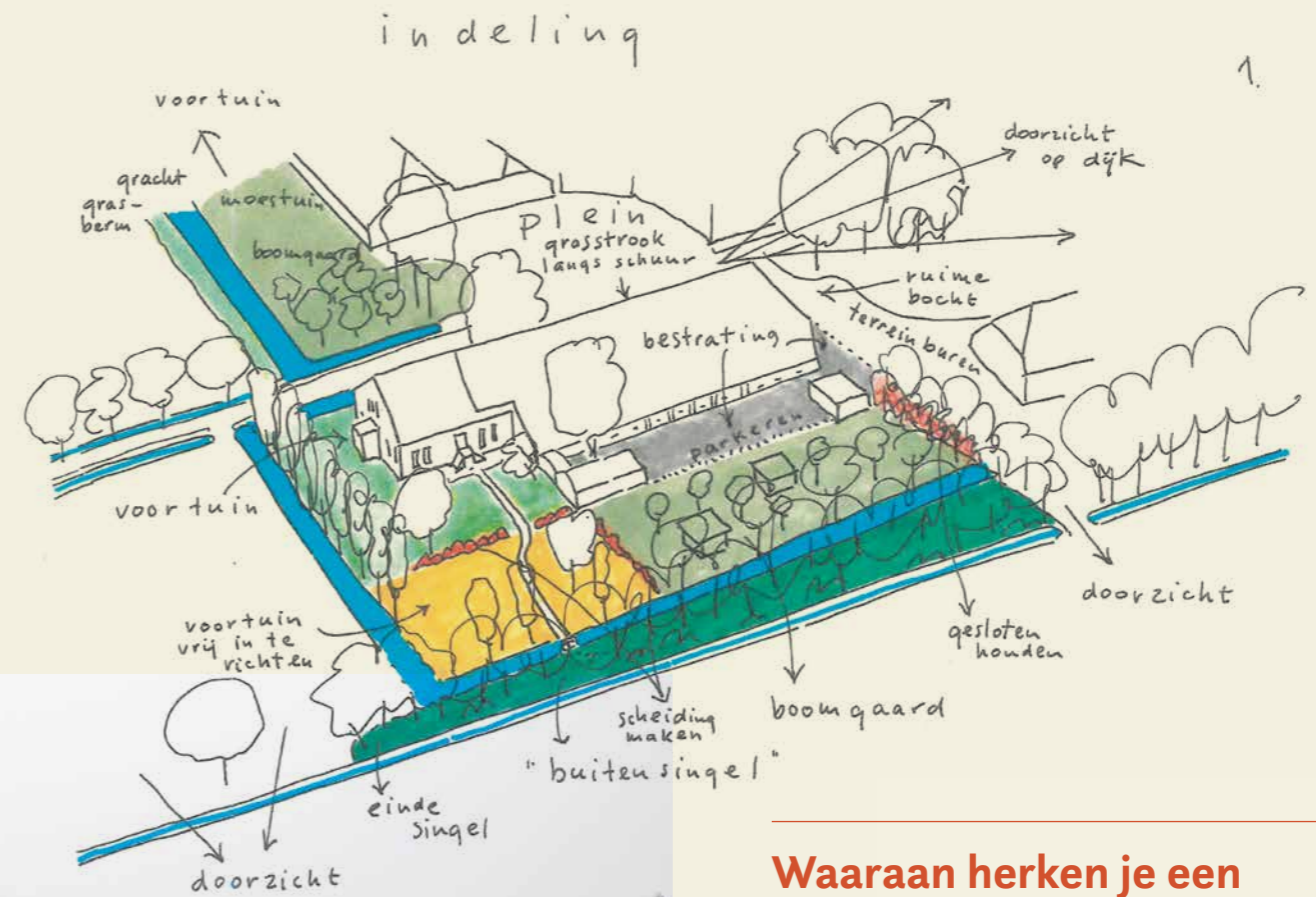 indeling
1.
voortuin
doorzicht
op dijk
gracht
gras-
berm
moestuin
plein
grasstrook
langs schuur
boomgaard
ruime
bocht
terrein buren
bestrating
parkeren
voortuin
doorzicht
voortuin
vrij in te
richten
gesloten
houden
scheiding
maken
boomgaard
"buitensingel"
einde
singel
doorzicht
Waaraan herken je een